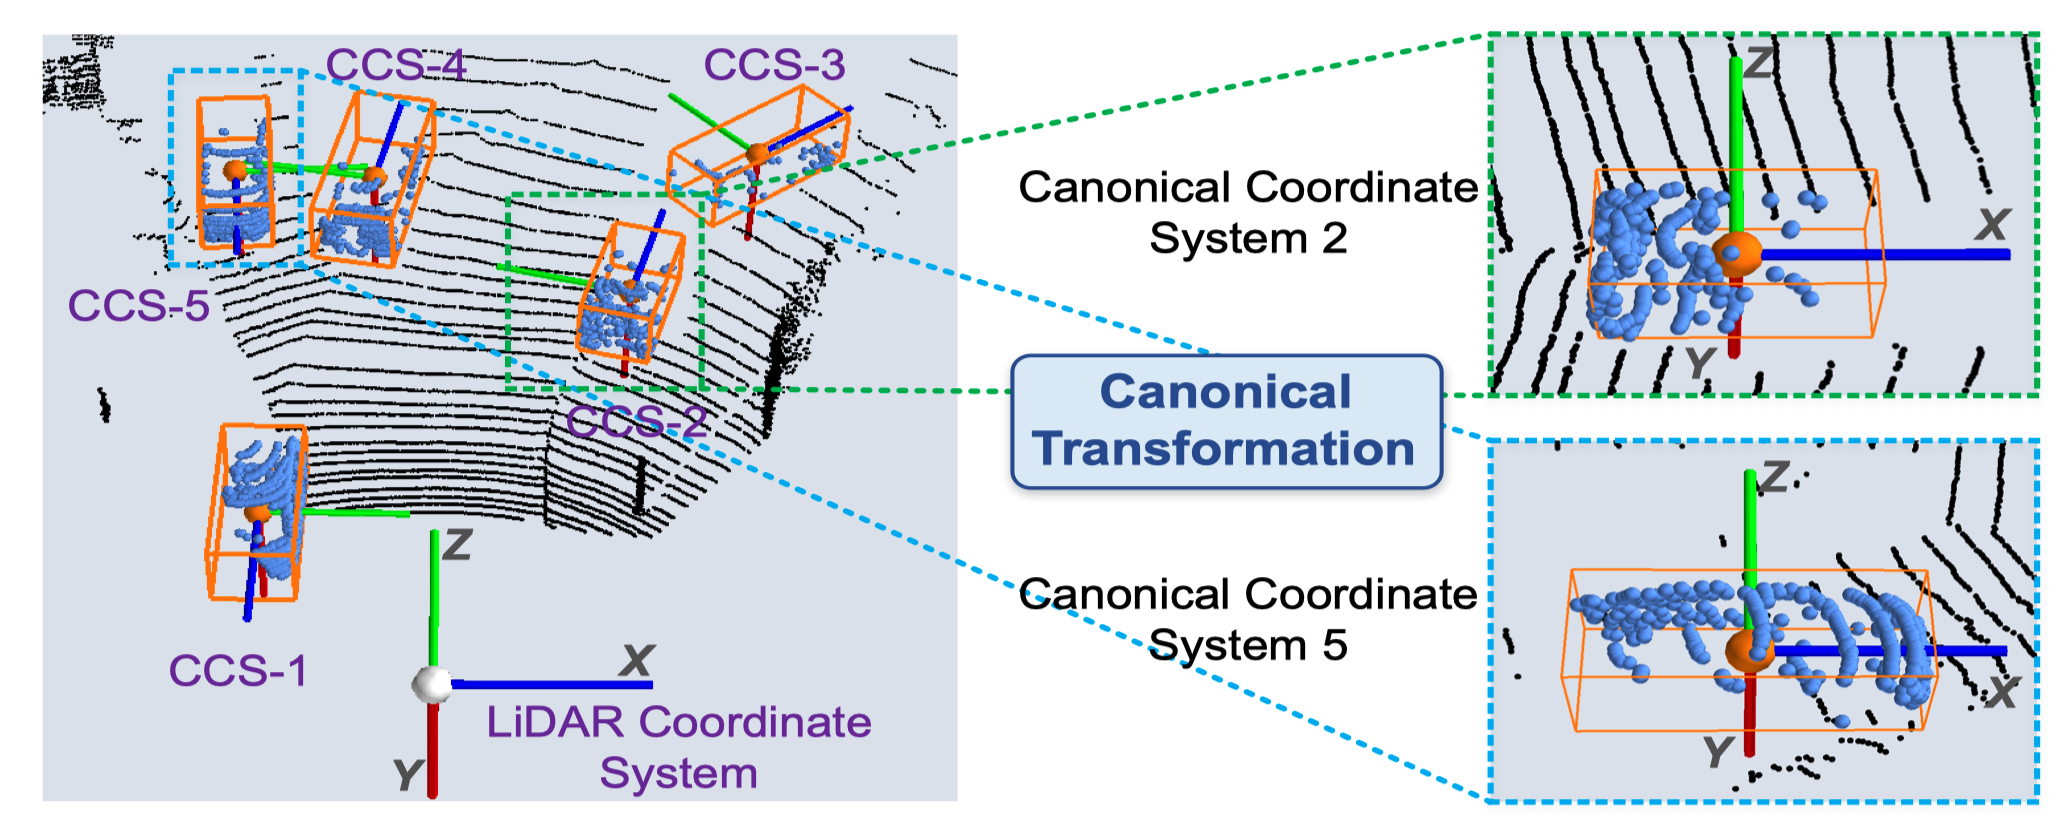 CCS-4
CCS-3
CCS-5
CCS-2
CCS-1
Z
X
Y
LiDAR Coordinate
System
Canonical Coordinate
System 2
Canonical
Transformation
Canonical Coordinate
System 5
Z
X
Y
Z
X
Y